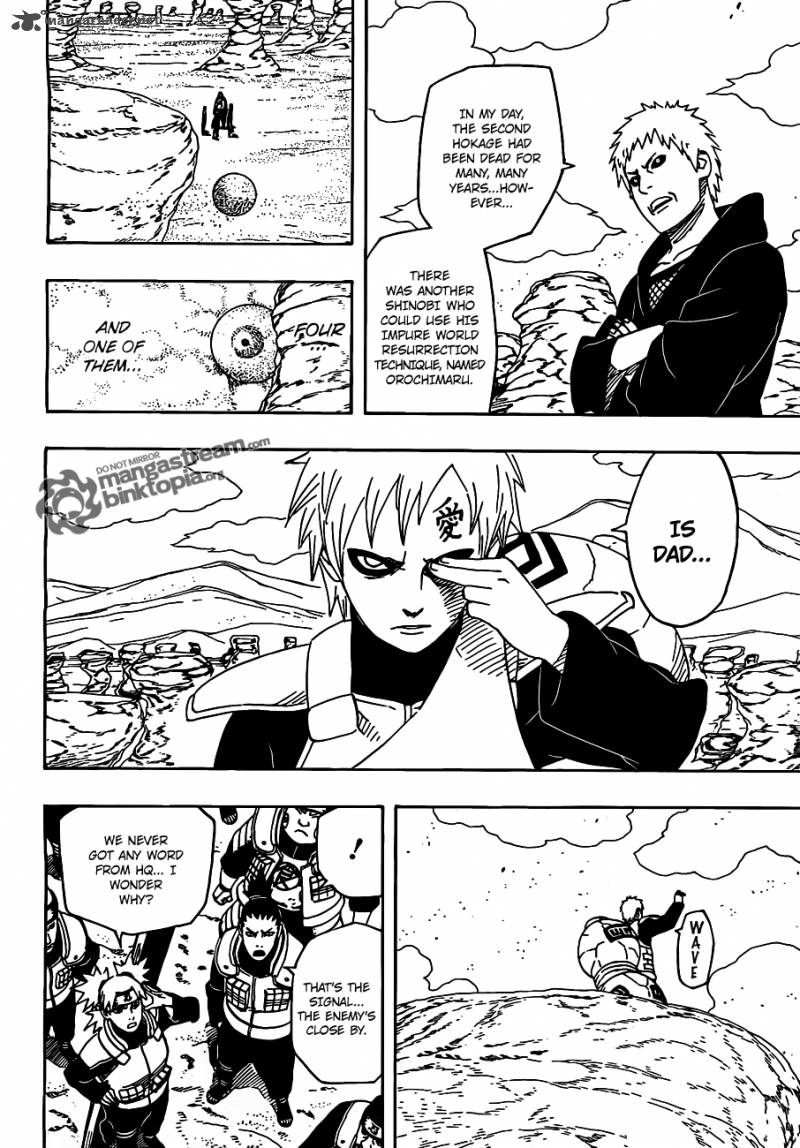 IN MY DAY,
THE SECOND
HOKAGE HAD
BEEN DEAD FOR
MANY, MANY
YEARS...HOW-
EVER...
THERE
WAS ANOTHER
SHINOBI WHO
COULD USE HIS
IMPURE WORLD
RESURRECTION
TECHNIQUE, NAMED
OROCHIMARU.
FOUR
AND
ONE OF
THEM...
IS
DAD...
愛
DO NOT MIRROR
mangastream.com
binktopia.org
WAVE
!
THAT'S THE
SIGNAL...
THE ENEMY'S
CLOSE BY.
WE NEVER
GOT ANY WORD
FROM HQ... I
WONDER
WHY?